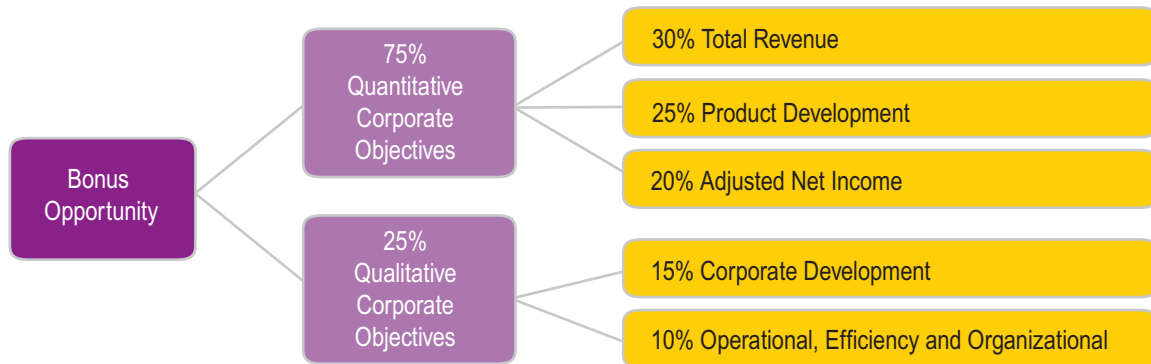 Bonus
Opportunity
75%
Quantitative
Corporate
Objectives
30% Total Revenue
25% Product Development
20% Adjusted Net Income
25%
Qualitative
Corporate
Objectives
15% Corporate Development
10% Operational, Efficiency and Organizational